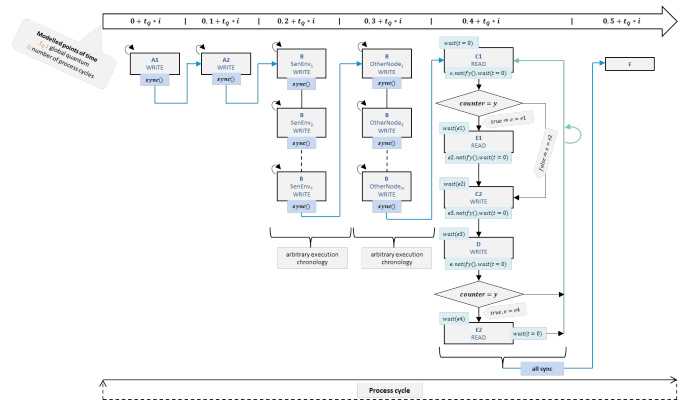 0 + t_Q * i | 0.1 + t_Q * i | 0.2 + t_Q * i | 0.3 + t_Q * i | 0.4 + t_Q * i | 0.5 + t_Q * i
Modelled points of time
t_Q : global quantum
i: number of process cycles
A1
WRITE
sync()
A2
WRITE
sync()
B
SenEnv₁
WRITE
sync()
B
SenEnv₂
WRITE
sync()
B
SenEnvₙ
WRITE
sync()
arbitrary execution
chronology
B
OtherNode₁
WRITE
sync()
B
OtherNode₂
WRITE
sync()
B
OtherNodeₘ
WRITE
sync()
arbitrary execution
chronology
wait(t = 0)
C1
READ
e.notify(),wait(t = 0)
counter = y
true ⇒ e = e1
false ⇒ e = e2
wait(e1)
E1
READ
e2.notify(),wait(t = 0)
wait(e2)
C2
WRITE
e3.notify(),wait(t = 0)
wait(e3)
D
WRITE
e.notify(),wait(t = 0)
counter = y
true, e = e4
wait(e4)
E2
READ
wait(t = 0)
all sync
F
Process cycle